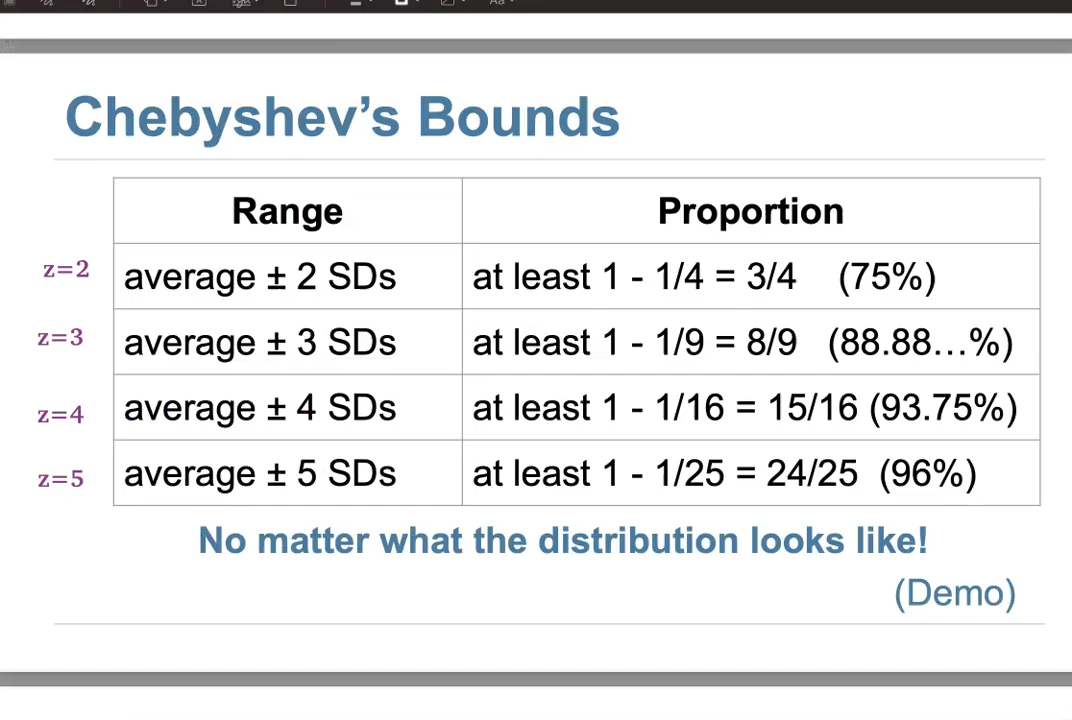 Chebyshev’s Bounds
Range Proportion
z=2 average ± 2 SDs at least 1 - 1/4 = 3/4 (75%)
z=3 average ± 3 SDs at least 1 - 1/9 = 8/9 (88.88…%)
z=4 average ± 4 SDs at least 1 - 1/16 = 15/16 (93.75%)
z=5 average ± 5 SDs at least 1 - 1/25 = 24/25 (96%)
No matter what the distribution looks like!
(Demo)